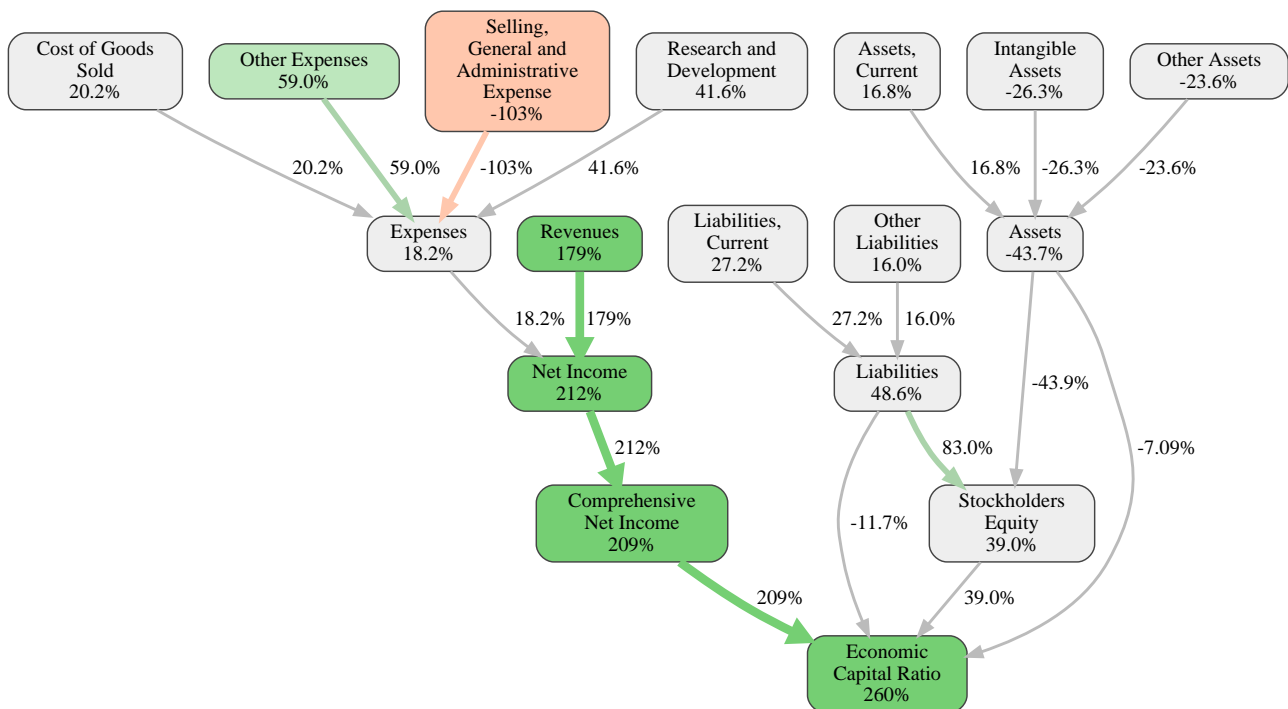 Cost of Goods
Sold
20.2%
Other Expenses
59.0%
Selling,
General and
Administrative
Expense
-103%
Research and
Development
41.6%
Assets,
Current
16.8%
Intangible
Assets
-26.3%
Other Assets
-23.6%
20.2%
59.0%
-103%
41.6%
16.8%
-26.3%
-23.6%
Expenses
18.2%
Revenues
179%
Liabilities,
Current
27.2%
Other
Liabilities
16.0%
Assets
-43.7%
18.2%
179%
27.2%
16.0%
Net Income
212%
Liabilities
48.6%
-43.9%
-7.09%
212%
83.0%
Comprehensive
Net Income
209%
-11.7%
Stockholders
Equity
39.0%
209%
39.0%
Economic
Capital Ratio
260%